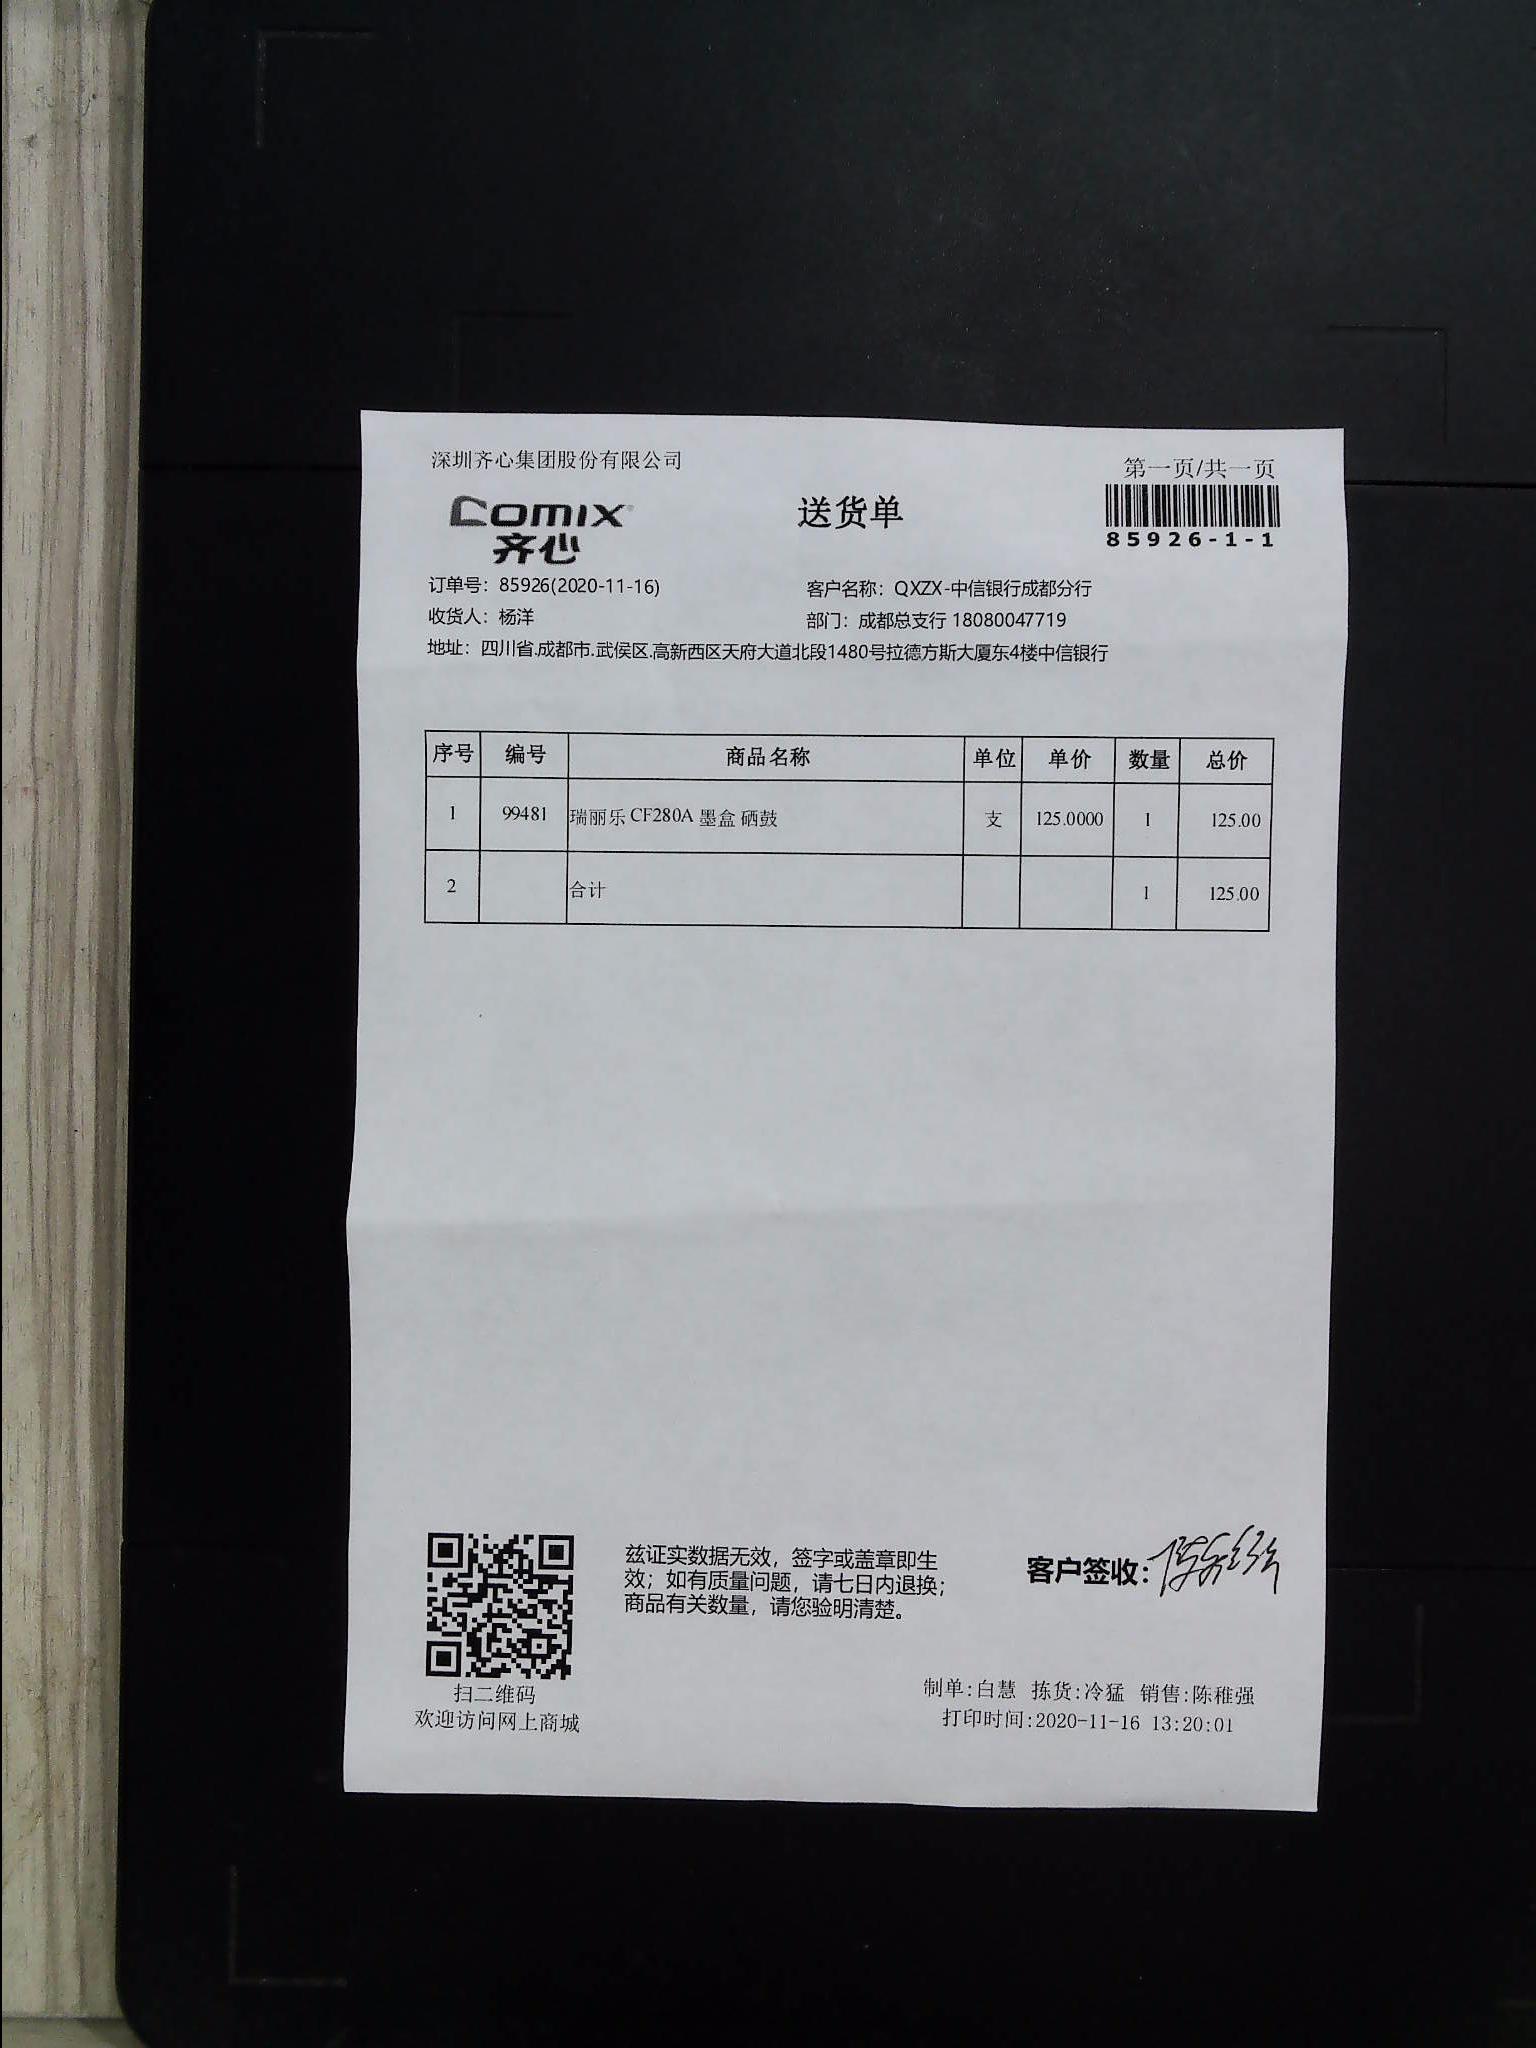 深圳齐心集团股份有限公司
第一页/共一页
COMIX
齐心
送货单
85926-1-1
订单号：85926(2020-11-16)
客户名称：QXZX-中信银行成都分行
收货人：杨洋
部门：成都总支行 18080047719
地址：四川省.成都市.武侯区.高新西区天府大道北段1480号拉德方斯大厦东4楼中信银行
序号 编号 商品名称 单位 单价 数量 总价
1 99481 瑞丽乐 CF280A 墨盒 硒鼓 支 125.0000 1 125.00
2 合计 1 125.00
兹证实数据无效，签字或盖章即生
效；如有质量问题，请七日内退换；
商品有关数量，请您验明清楚。
客户签收:
扫二维码
欢迎访问网上商城
制单:白慧 拣货:冷猛 销售:陈稚强
打印时间:2020-11-16 13:20:01